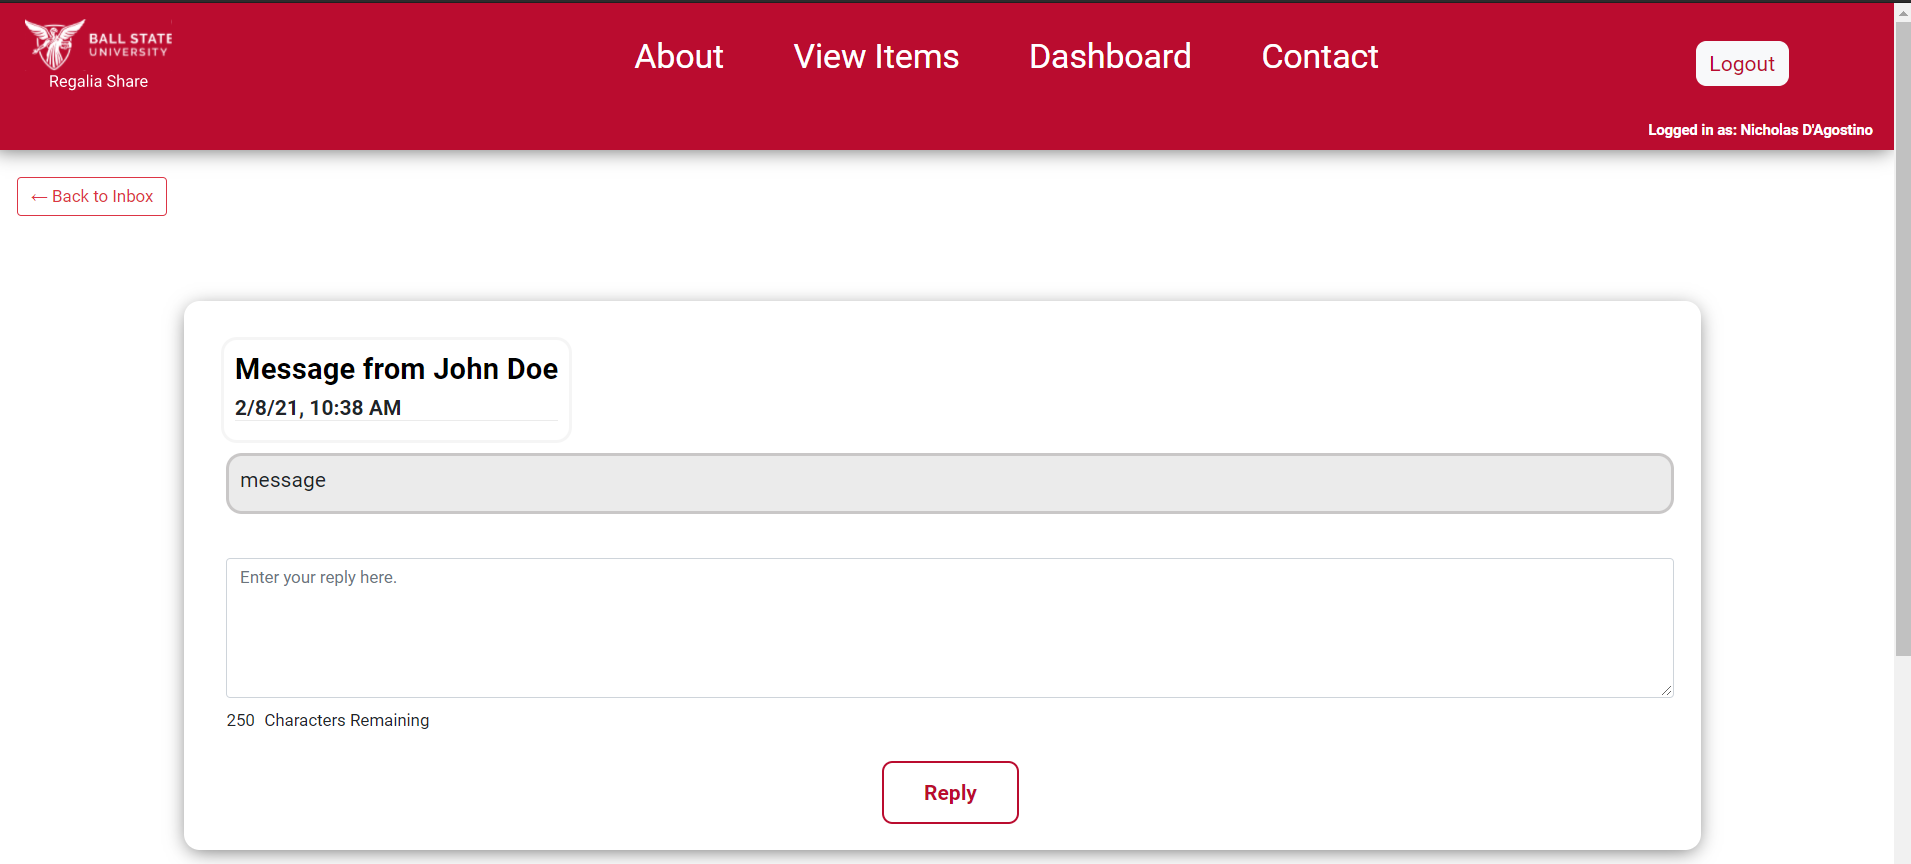 BALL STATE
UNIVERSITY
Regalia Share
About View Items Dashboard Contact
Logout
Logged in as: Nicholas D'Agostino
← Back to Inbox
Message from John Doe
2/8/21, 10:38 AM
message
Enter your reply here.
250 Characters Remaining
Reply